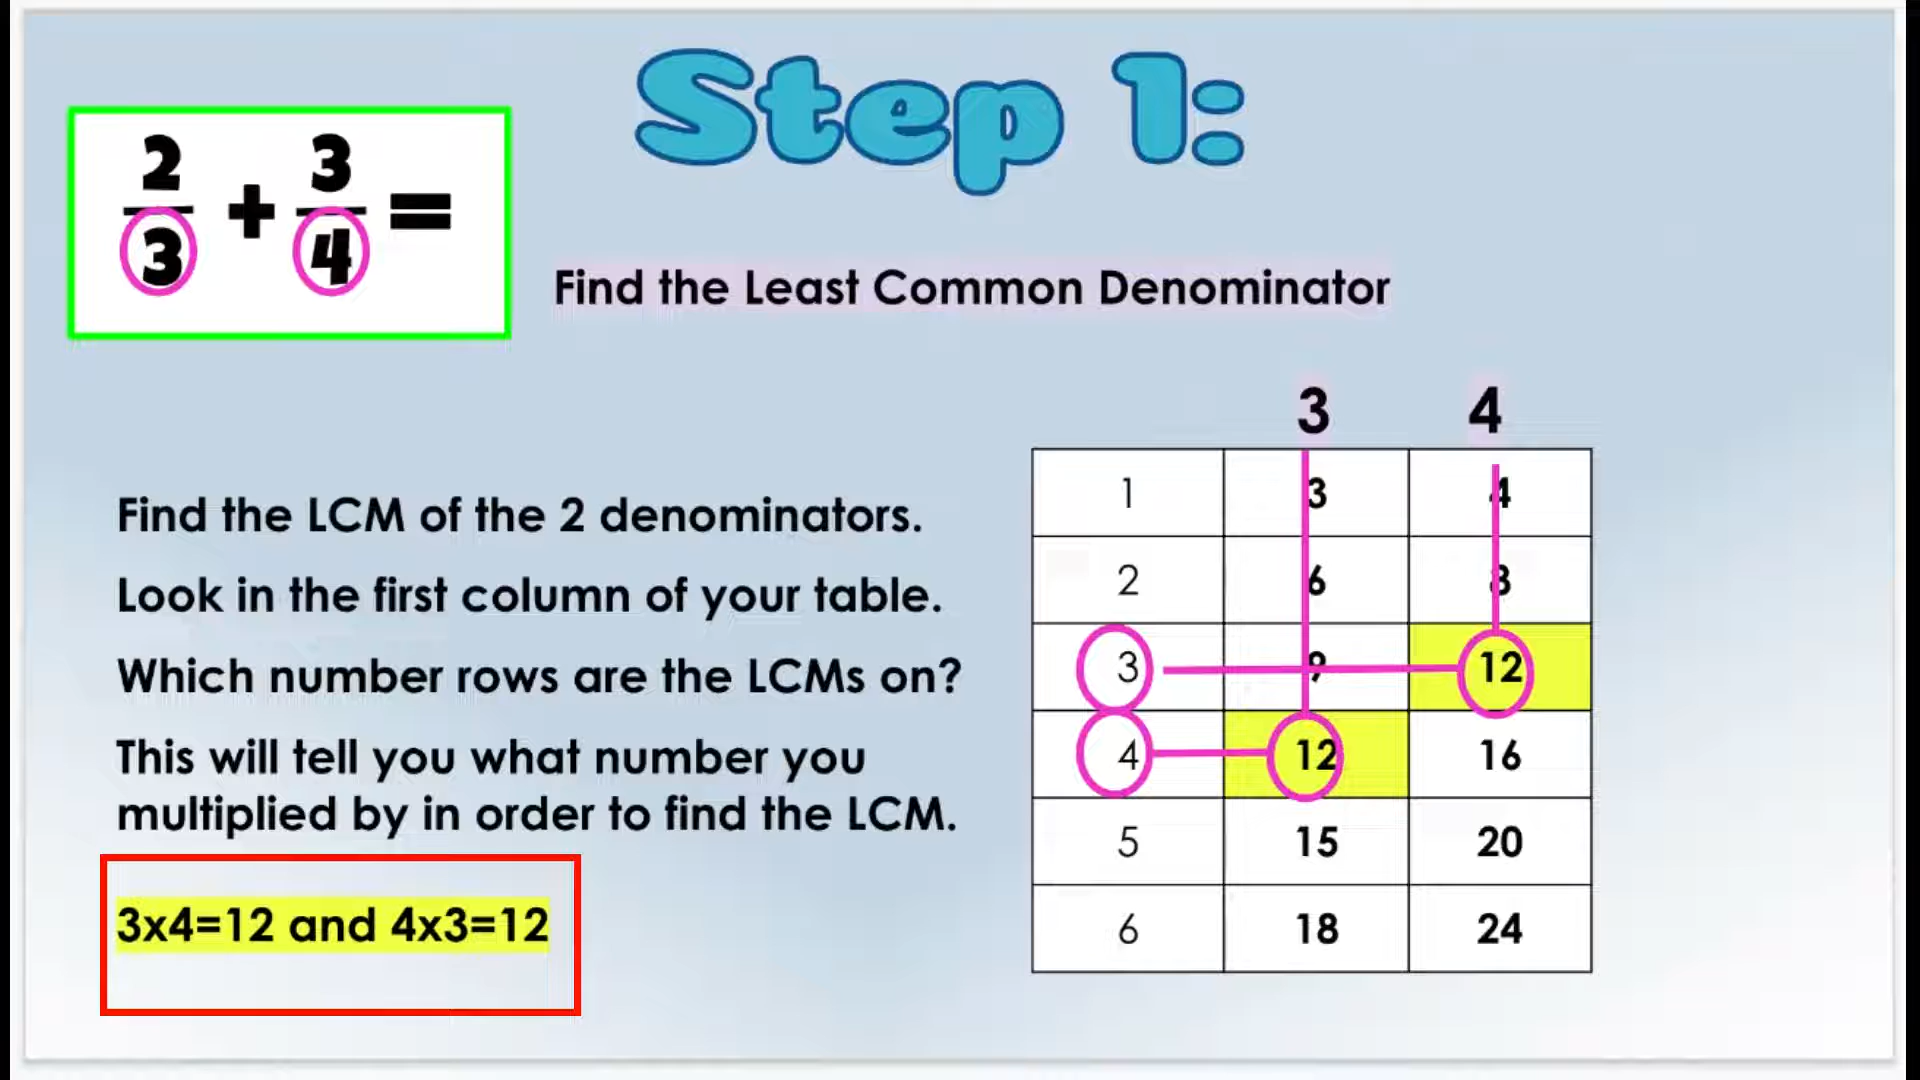 Step 1:
2 3
+ =
3 4
Find the Least Common Denominator
3 4
Find the LCM of the 2 denominators.
Look in the first column of your table.
Which number rows are the LCMs on?
This will tell you what number you
multiplied by in order to find the LCM.
3x4=12 and 4x3=12
1 3 4
2 6 8
3 9 12
4 12 16
5 15 20
6 18 24